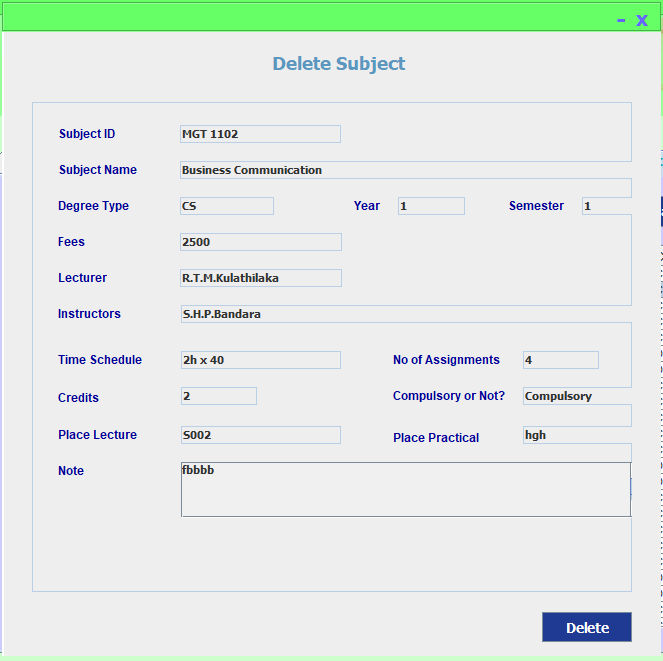 - x
Delete Subject
Subject ID MGT 1102
Subject Name Business Communication
Degree Type CS Year 1 Semester 1
Fees 2500
Lecturer R.T.M.Kulathilaka
Instructors S.H.P.Bandara
Time Schedule 2h x 40 No of Assignments 4
Credits 2 Compulsory or Not? Compulsory
Place Lecture S002 Place Practical hgh
Note fbbbb
Delete